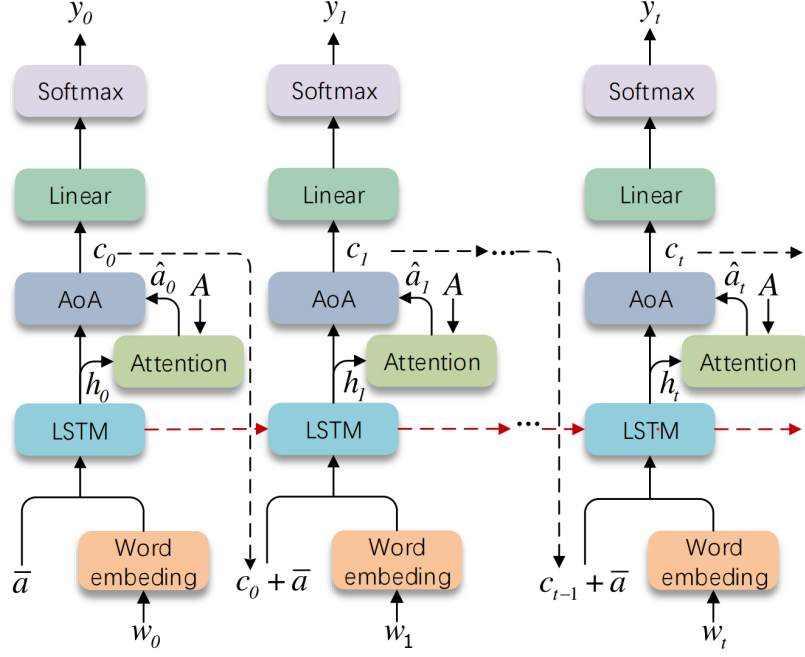 y₀ y₁ yₜ
Softmax Softmax Softmax
Linear Linear Linear
c₀ c₁ ... cₜ
â₀ A â₁ A âₜ A
AoA AoA AoA
Attention Attention Attention
h₀ h₁ hₜ
LSTM LSTM ... LSTM
Word embeding Word embeding Word embeding
a̅ c₀ + a̅ cₜ₋₁ + a̅
w₀ w₁ wₜ